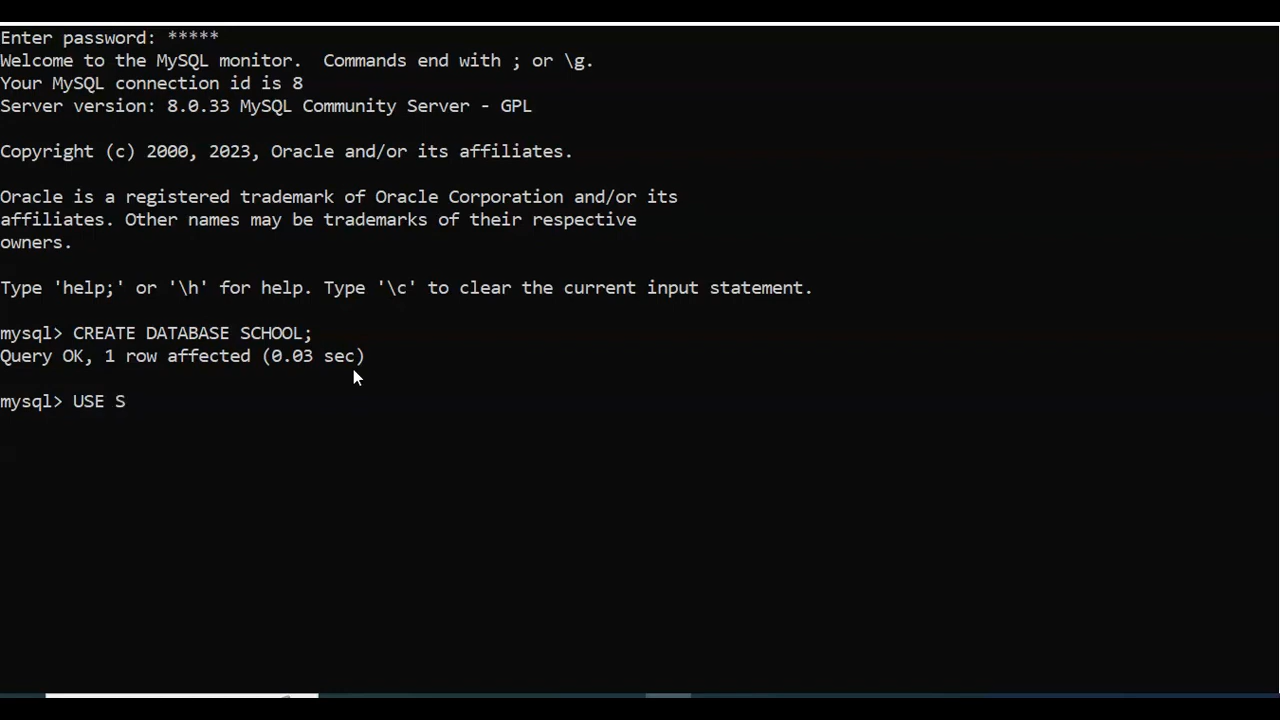 Enter password: *****
Welcome to the MySQL monitor.  Commands end with ; or \g.
Your MySQL connection id is 8
Server version: 8.0.33 MySQL Community Server - GPL
Copyright (c) 2000, 2023, Oracle and/or its affiliates.
Oracle is a registered trademark of Oracle Corporation and/or its
affiliates. Other names may be trademarks of their respective
owners.
Type 'help;' or '\h' for help. Type '\c' to clear the current input statement.
mysql> CREATE DATABASE SCHOOL;
Query OK, 1 row affected (0.03 sec)
mysql> USE S